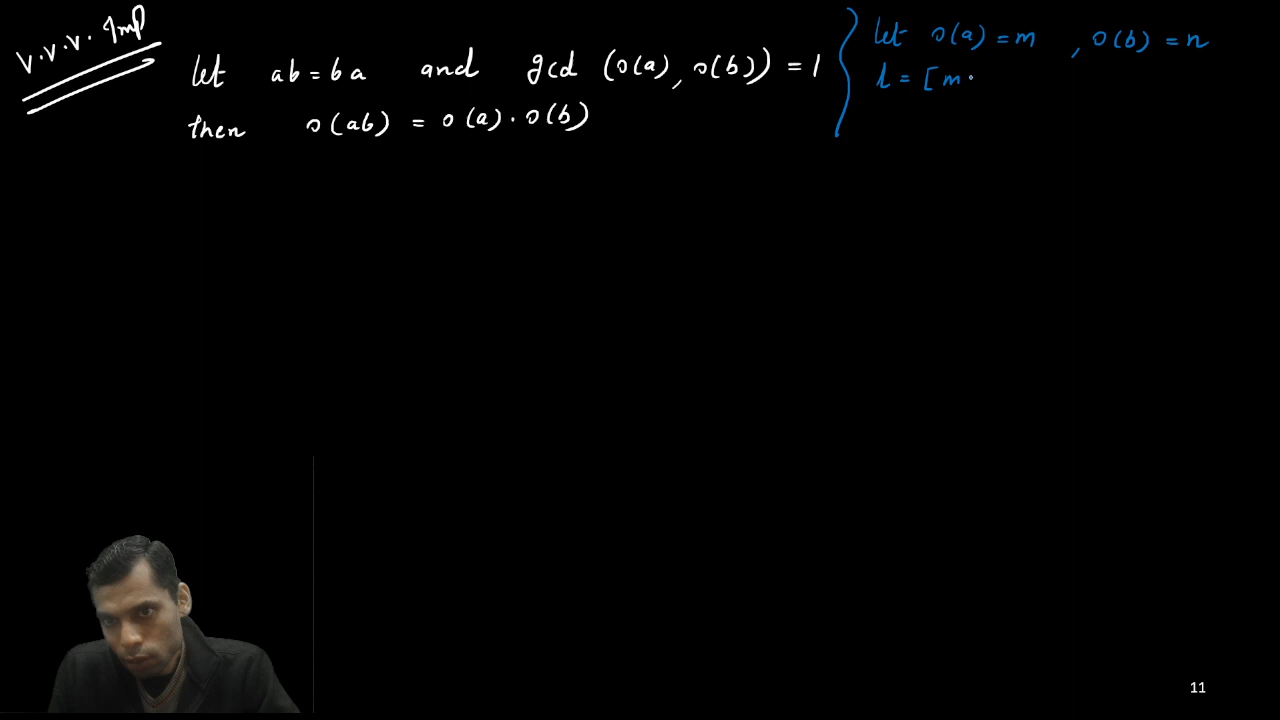 V.V.V. Imp
let ab = ba and gcd (o(a), o(b)) = 1
then o(ab) = o(a) . o(b)
let o(a) = m , o(b) = n
l = [m
11